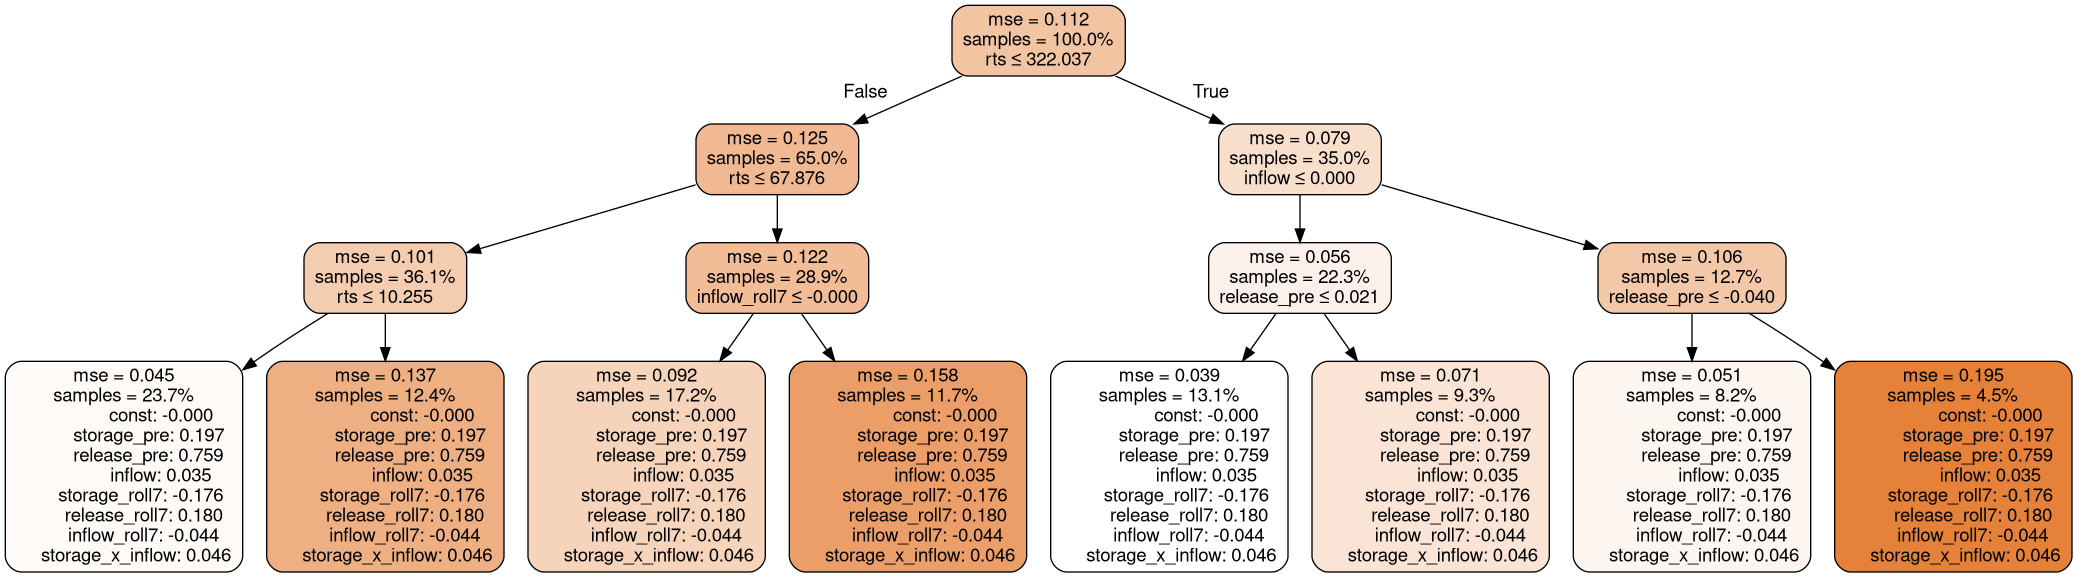 mse = 0.112
samples = 100.0%
rts ≤ 322.037
False
True
mse = 0.125
samples = 65.0%
rts ≤ 67.876
mse = 0.079
samples = 35.0%
inflow ≤ 0.000
mse = 0.101
samples = 36.1%
rts ≤ 10.255
mse = 0.122
samples = 28.9%
inflow_roll7 ≤ -0.000
mse = 0.056
samples = 22.3%
release_pre ≤ 0.021
mse = 0.106
samples = 12.7%
release_pre ≤ -0.040
mse = 0.045
samples = 23.7%
const: -0.000
storage_pre: 0.197
release_pre: 0.759
inflow: 0.035
storage_roll7: -0.176
release_roll7: 0.180
inflow_roll7: -0.044
storage_x_inflow: 0.046
mse = 0.137
samples = 12.4%
const: -0.000
storage_pre: 0.197
release_pre: 0.759
inflow: 0.035
storage_roll7: -0.176
release_roll7: 0.180
inflow_roll7: -0.044
storage_x_inflow: 0.046
mse = 0.092
samples = 17.2%
const: -0.000
storage_pre: 0.197
release_pre: 0.759
inflow: 0.035
storage_roll7: -0.176
release_roll7: 0.180
inflow_roll7: -0.044
storage_x_inflow: 0.046
mse = 0.158
samples = 11.7%
const: -0.000
storage_pre: 0.197
release_pre: 0.759
inflow: 0.035
storage_roll7: -0.176
release_roll7: 0.180
inflow_roll7: -0.044
storage_x_inflow: 0.046
mse = 0.039
samples = 13.1%
const: -0.000
storage_pre: 0.197
release_pre: 0.759
inflow: 0.035
storage_roll7: -0.176
release_roll7: 0.180
inflow_roll7: -0.044
storage_x_inflow: 0.046
mse = 0.071
samples = 9.3%
const: -0.000
storage_pre: 0.197
release_pre: 0.759
inflow: 0.035
storage_roll7: -0.176
release_roll7: 0.180
inflow_roll7: -0.044
storage_x_inflow: 0.046
mse = 0.051
samples = 8.2%
const: -0.000
storage_pre: 0.197
release_pre: 0.759
inflow: 0.035
storage_roll7: -0.176
release_roll7: 0.180
inflow_roll7: -0.044
storage_x_inflow: 0.046
mse = 0.195
samples = 4.5%
const: -0.000
storage_pre: 0.197
release_pre: 0.759
inflow: 0.035
storage_roll7: -0.176
release_roll7: 0.180
inflow_roll7: -0.044
storage_x_inflow: 0.046